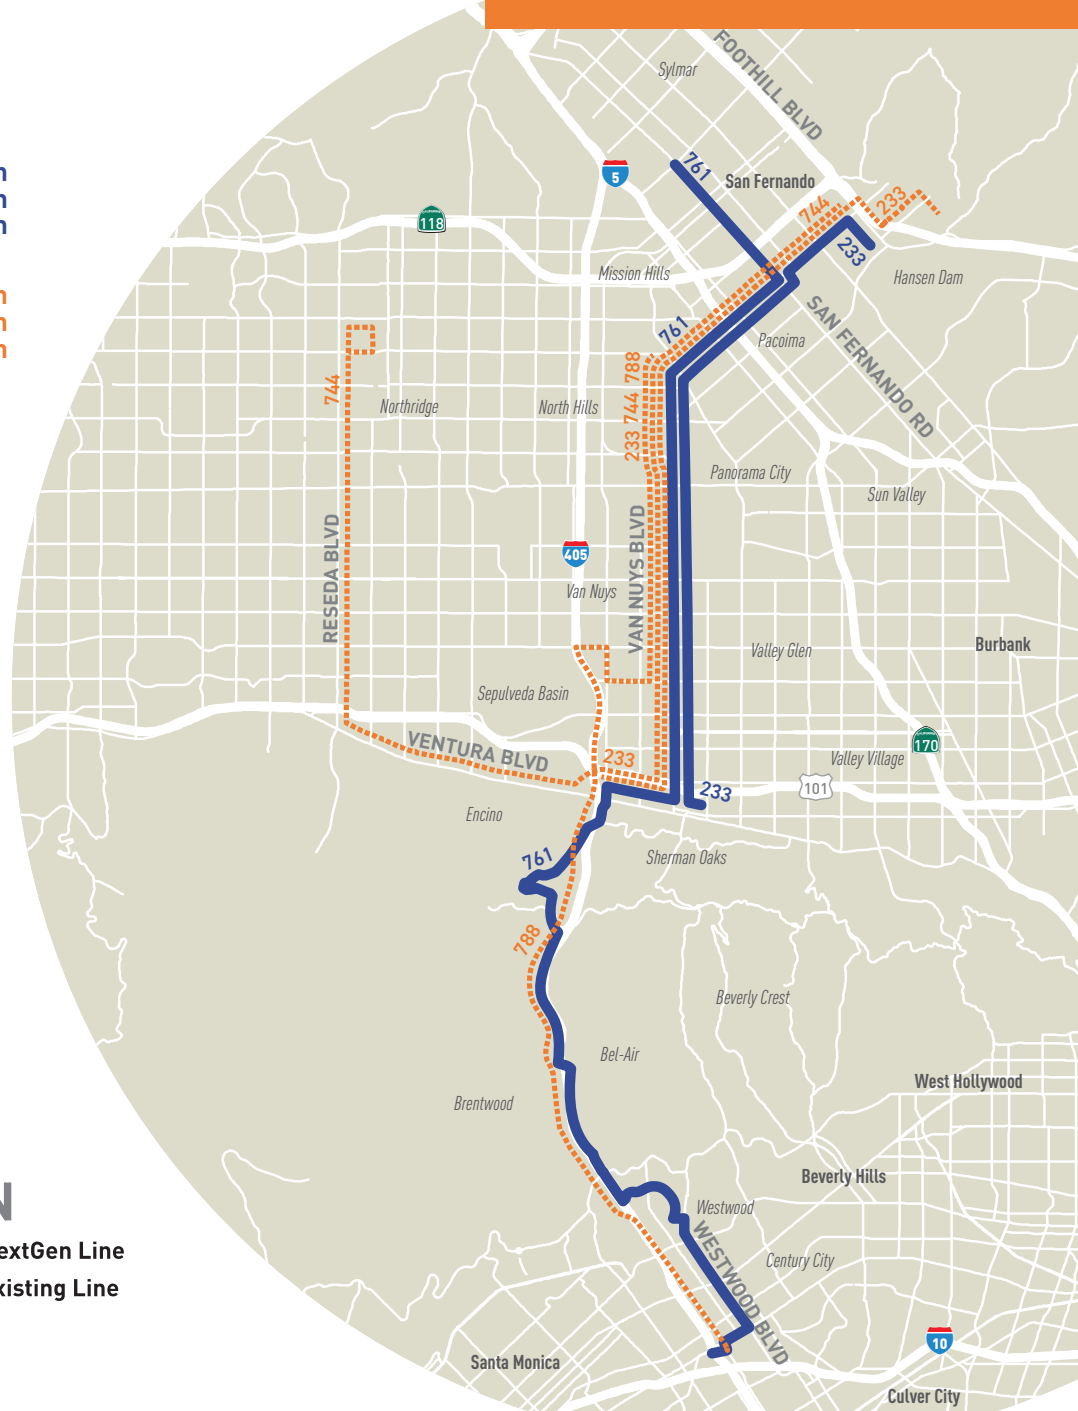 FOOTHILL BLVD
Sylmar
761
San Fernando
5
233
744
118
CALIFORNIA
233
Mission Hills
Hansen Dam
761
SAN FERNANDO RD
Pacoima
233 744 788
744
Northridge
North Hills
Panorama City
Sun Valley
RESEDA BLVD
VAN NUYS BLVD
405
Van Nuys
Valley Glen
Burbank
Sepulveda Basin
CALIFORNIA
170
VENTURA BLVD
233
Valley Village
233
101
Encino
761
Sherman Oaks
788
Beverly Crest
Bel-Air
West Hollywood
Brentwood
Beverly Hills
Westwood
WESTWOOD BLVD
Century City
10
Santa Monica
Culver City
n
n
n
n
n
n
N
extGen Line
xisting Line